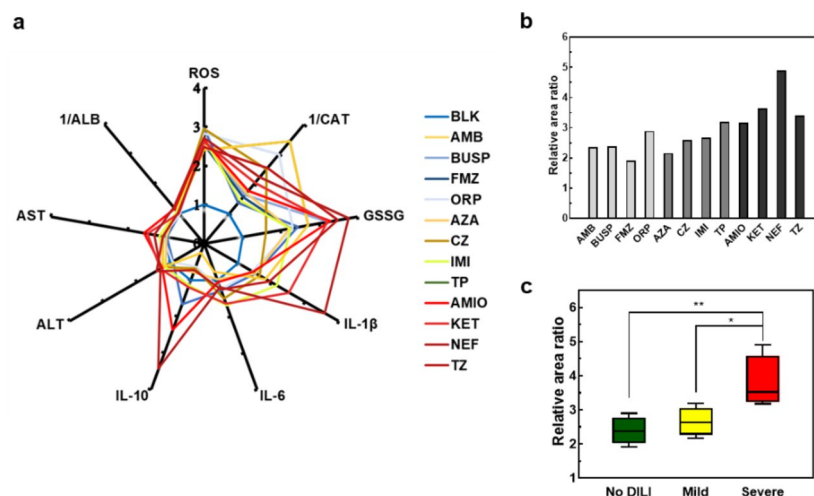 a
ROS
4
3
2
1
0
1/CAT
GSSG
IL-1β
IL-6
IL-10
ALT
AST
1/ALB
BLK
AMB
BUSP
FMZ
ORP
AZA
CZ
IMI
TP
AMIO
KET
NEF
TZ
b
Relative area ratio
6
5
4
3
2
1
0
AMB BUSP FMZ ORP AZA CZ IMI TP AMIO KET NEF TZ
c
Relative area ratio
6
5
4
3
2
1
**
*
No DILI Mild Severe